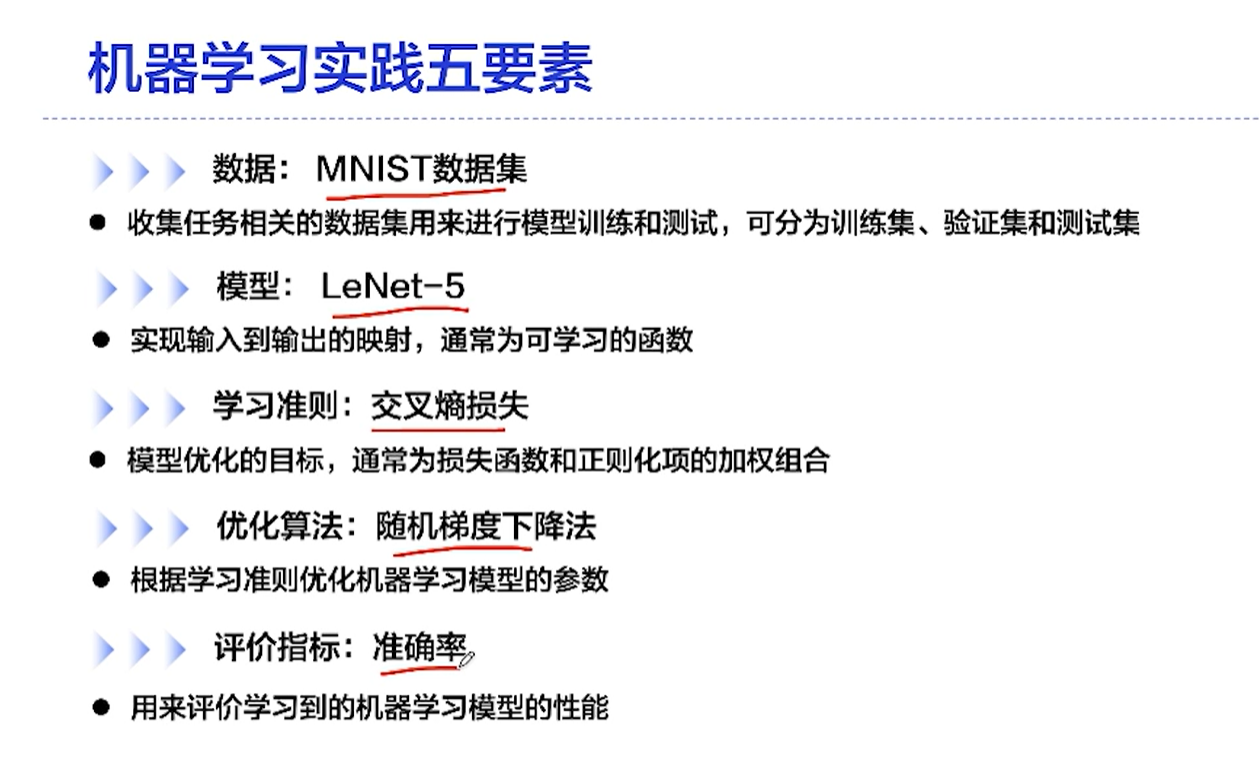 机器学习实践五要素
数据： MNIST数据集
● 收集任务相关的数据集用来进行模型训练和测试，可分为训练集、验证集和测试集
模型： LeNet-5
● 实现输入到输出的映射，通常为可学习的函数
学习准则：交叉熵损失
● 模型优化的目标，通常为损失函数和正则化项的加权组合
优化算法：随机梯度下降法
● 根据学习准则优化机器学习模型的参数
评价指标：准确率
● 用来评价学习到的机器学习模型的性能